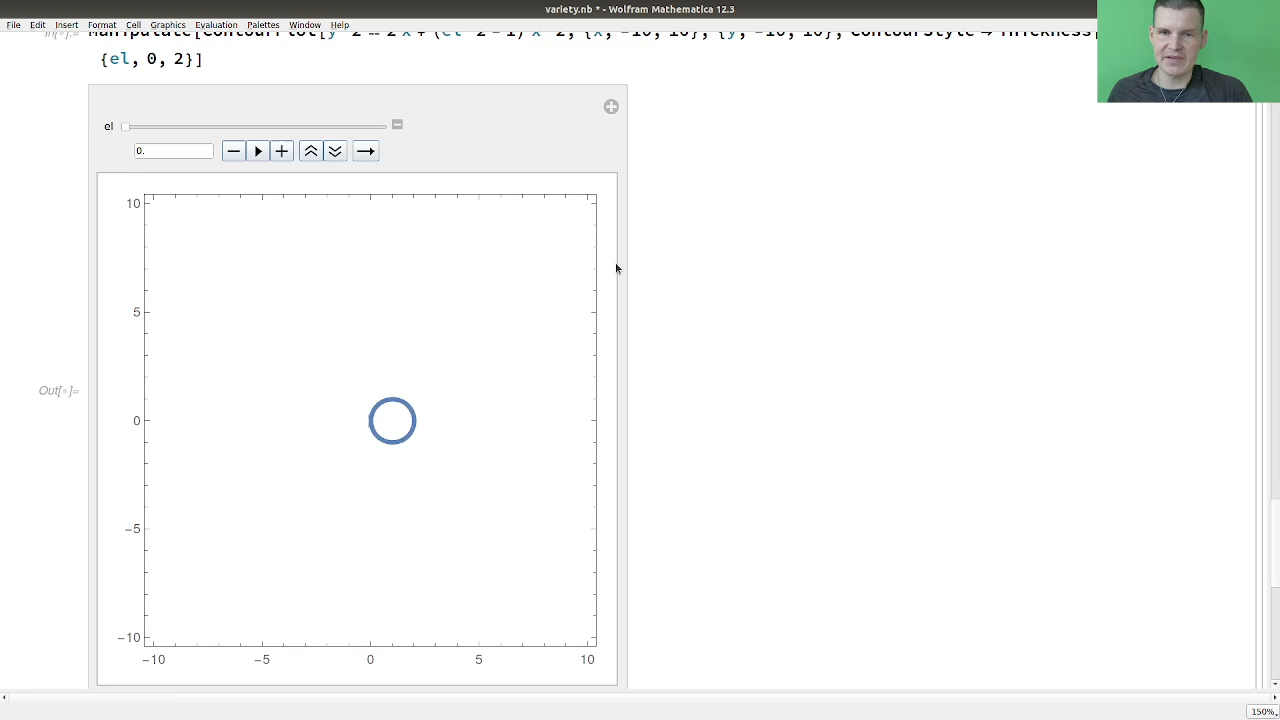 variety.nb * - Wolfram Mathematica 12.3
File Edit Insert Format Cell Graphics Evaluation Palettes Window Help
{el, 0, 2}]
el
0.
10
5
0
−5
−10
−10 −5 0 5 10
Out[∘]=
150%